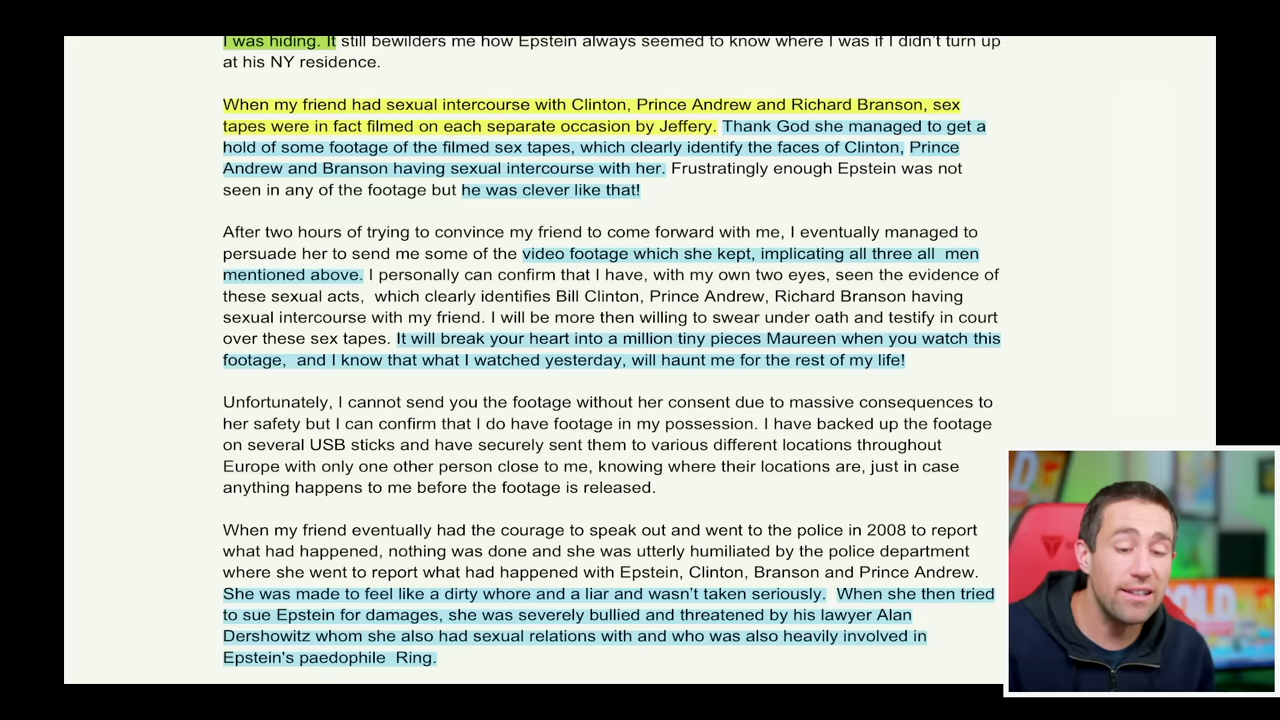 I was hiding. It still bewilders me how Epstein always seemed to know where I was if I didn't turn up
at his NY residence.
When my friend had sexual intercourse with Clinton, Prince Andrew and Richard Branson, sex
tapes were in fact filmed on each separate occasion by Jeffery. Thank God she managed to get a
hold of some footage of the filmed sex tapes, which clearly identify the faces of Clinton, Prince
Andrew and Branson having sexual intercourse with her. Frustratingly enough Epstein was not
seen in any of the footage but he was clever like that!
After two hours of trying to convince my friend to come forward with me, I eventually managed to
persuade her to send me some of the video footage which she kept, implicating all three all  men
mentioned above. I personally can confirm that I have, with my own two eyes, seen the evidence of
these sexual acts,  which clearly identifies Bill Clinton, Prince Andrew, Richard Branson having
sexual intercourse with my friend. I will be more then willing to swear under oath and testify in court
over these sex tapes. It will break your heart into a million tiny pieces Maureen when you watch this
footage,  and I know that what I watched yesterday, will haunt me for the rest of my life!
Unfortunately, I cannot send you the footage without her consent due to massive consequences to
her safety but I can confirm that I do have footage in my possession. I have backed up the footage
on several USB sticks and have securely sent them to various different locations throughout
Europe with only one other person close to me, knowing where their locations are, just in case
anything happens to me before the footage is released.
When my friend eventually had the courage to speak out and went to the police in 2008 to report
what had happened, nothing was done and she was utterly humiliated by the police department
where she went to report what had happened with Epstein, Clinton, Branson and Prince Andrew.
She was made to feel like a dirty whore and a liar and wasn't taken seriously.  When she then tried
to sue Epstein for damages, she was severely bullied and threatened by his lawyer Alan
Dershowitz whom she also had sexual relations with and who was also heavily involved in
Epstein's paedophile  Ring.